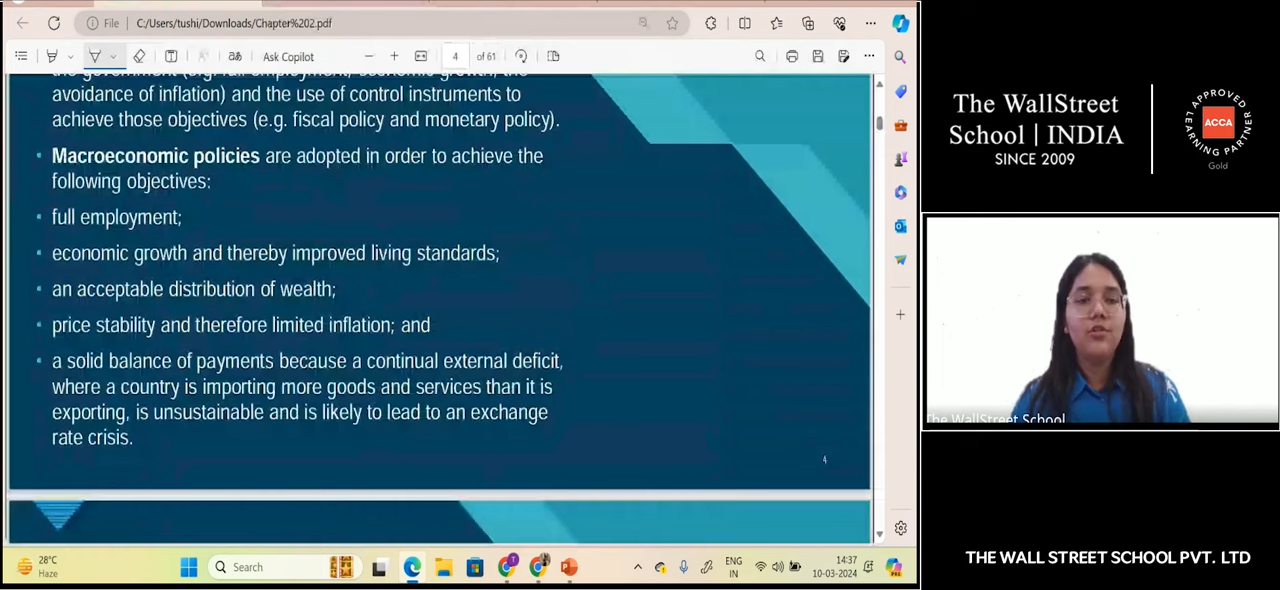 File
C:/Users/tushi/Downloads/Chapter%202.pdf
Ask Copilot
4
of 61
avoidance of inflation) and the use of control instruments to
achieve those objectives (e.g. fiscal policy and monetary policy).
Macroeconomic policies are adopted in order to achieve the
following objectives:
full employment;
economic growth and thereby improved living standards;
an acceptable distribution of wealth;
price stability and therefore limited inflation; and
a solid balance of payments because a continual external deficit,
where a country is importing more goods and services than it is
exporting, is unsustainable and is likely to lead to an exchange
rate crisis.
4
28°C
Haze
Search
ENG
IN
14:37
10-03-2024
The WallStreet
School | INDIA
SINCE 2009
APPROVED
LEARNING PARTNER
ACCA
Gold
The WallStreet School
THE WALL STREET SCHOOL PVT. LTD